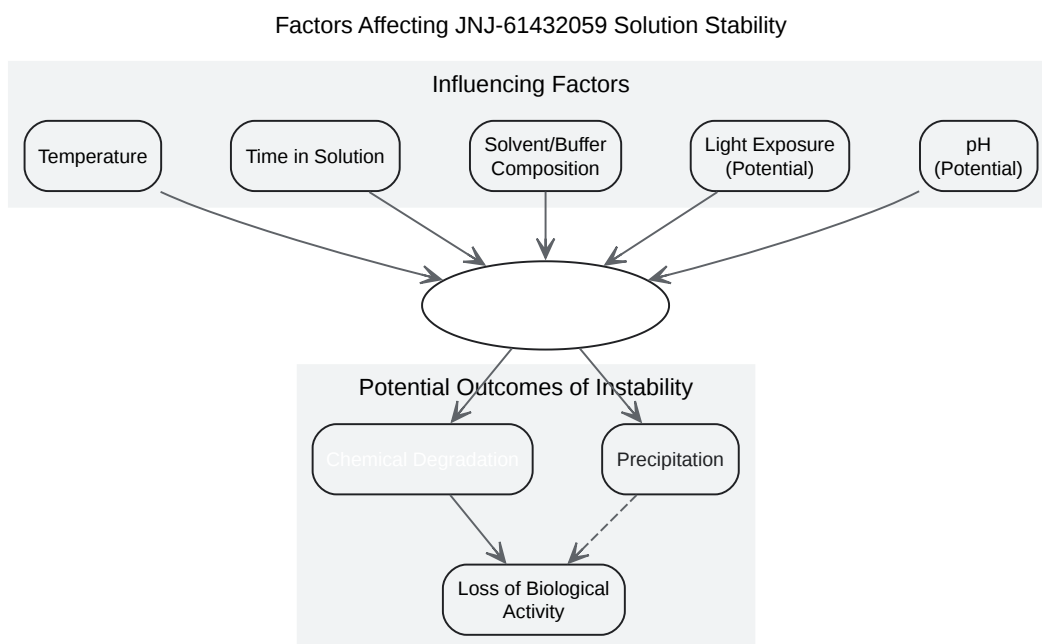 Factors Affecting JNJ-61432059 Solution Stability
Influencing Factors
Temperature
Time in Solution
Solvent/Buffer
Composition
Light Exposure
(Potential)
pH
(Potential)
Potential Outcomes of Instability
Chemical Degradation
Precipitation
Loss of Biological
Activity